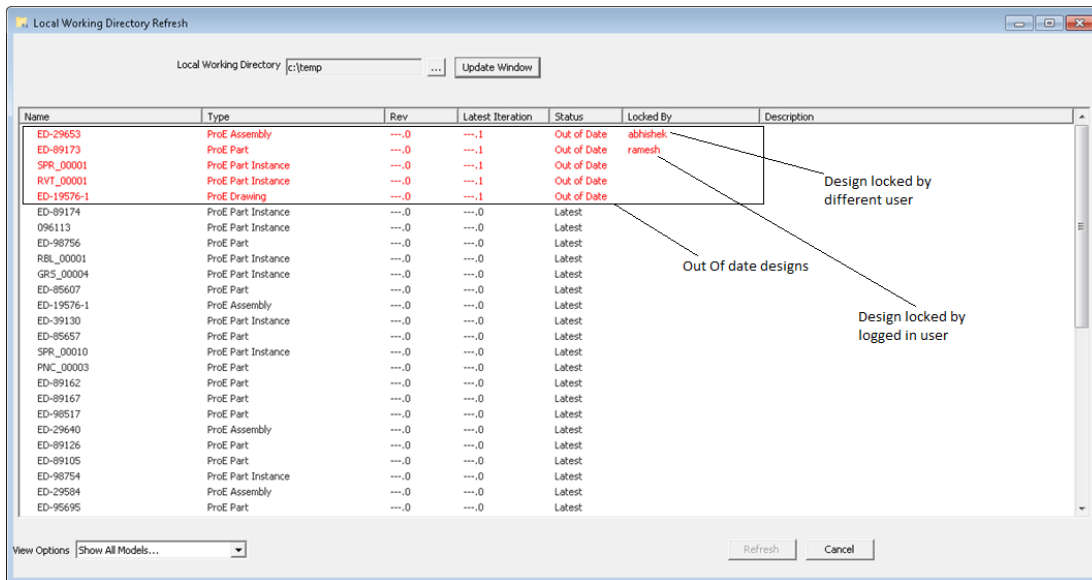 Local Working Directory Refresh
Local Working Directory c:\temp ... Update Window
Name Type Rev Latest Iteration Status Locked By Description
ED-29653 ProE Assembly ---.0 ---.1 Out of Date abhishek
ED-89173 ProE Part ---.0 ---.1 Out of Date ramesh
SPR_00001 ProE Part Instance ---.0 ---.1 Out of Date
RVT_00001 ProE Part Instance ---.0 ---.1 Out of Date
ED-19576-1 ProE Drawing ---.0 ---.1 Out of Date
Design locked by
different user
ED-89174 ProE Part Instance ---.0 ---.0 Latest
096113 ProE Part Instance ---.0 ---.0 Latest
ED-98756 ProE Part ---.0 ---.0 Latest
RBL_00001 ProE Part Instance ---.0 ---.0 Latest
Out Of date designs
GRS_00004 ProE Part Instance ---.0 ---.0 Latest
ED-85607 ProE Part ---.0 ---.0 Latest
ED-19576-1 ProE Assembly ---.0 ---.0 Latest
ED-39130 ProE Part Instance ---.0 ---.0 Latest
Design locked by
logged in user
ED-85657 ProE Part ---.0 ---.0 Latest
SPR_00010 ProE Part Instance ---.0 ---.0 Latest
PNC_00003 ProE Part ---.0 ---.0 Latest
ED-89162 ProE Part ---.0 ---.0 Latest
ED-89167 ProE Part ---.0 ---.0 Latest
ED-98517 ProE Part ---.0 ---.0 Latest
ED-29640 ProE Assembly ---.0 ---.0 Latest
ED-89126 ProE Part ---.0 ---.0 Latest
ED-89105 ProE Part ---.0 ---.0 Latest
ED-98754 ProE Part Instance ---.0 ---.0 Latest
ED-29584 ProE Assembly ---.0 ---.0 Latest
ED-95695 ProE Part ---.0 ---.0 Latest
View Options Show All Models... Refresh Cancel